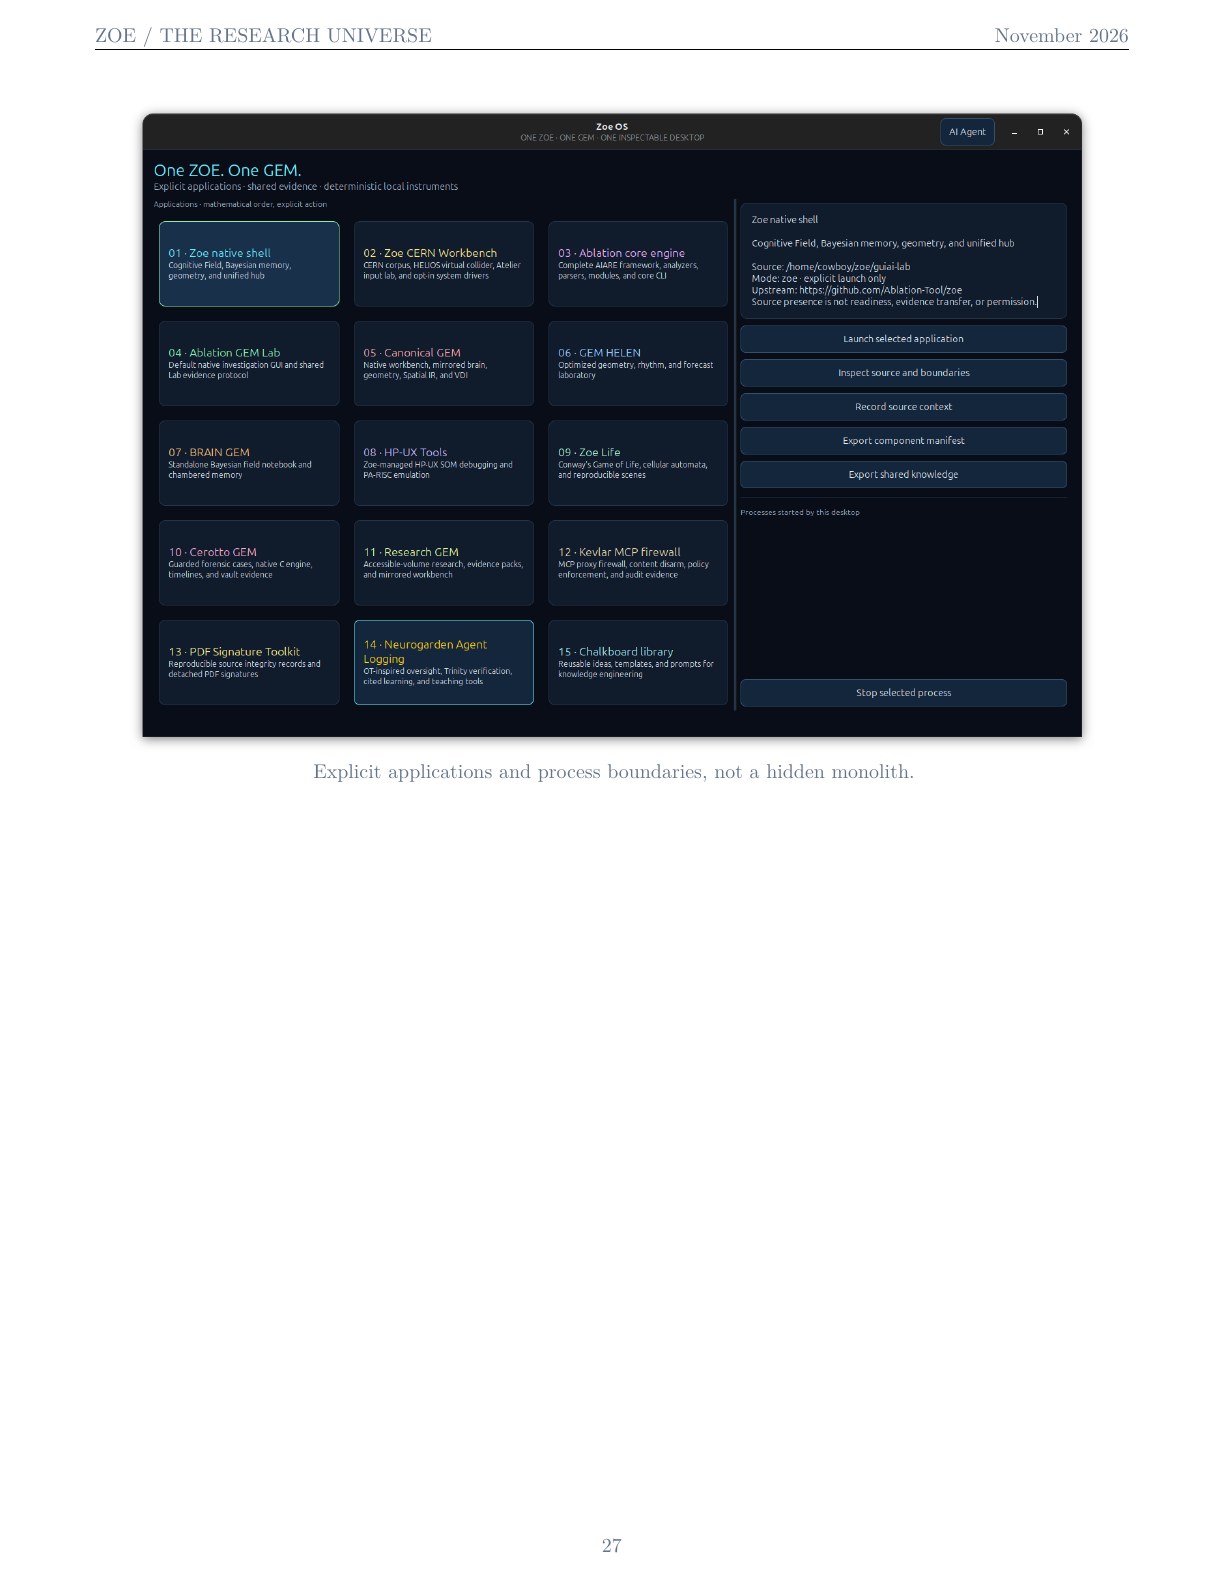 ZOE / THE RESEARCH UNIVERSE
November 2026
Zoe OS
ONE ZOE · ONE GEM · ONE INSPECTABLE DESKTOP
AI Agent
One ZOE. One GEM.
Explicit applications · shared evidence · deterministic local instruments
Applications · mathematical order, explicit action
01 · Zoe native shell
Cognitive Field, Bayesian memory,
geometry, and unified hub
02 · Zoe CERN Workbench
CERN corpus, HELIOS virtual collider, Atelier
input lab, and opt-in system drivers
03 · Ablation core engine
Complete AIARE framework, analyzers,
parsers, modules, and core CLI
04 · Ablation GEM Lab
Default native investigation GUI and shared
Lab evidence protocol
05 · Canonical GEM
Native workbench, mirrored brain,
geometry, Spatial IR, and VDI
06 · GEM HELEN
Optimized geometry, rhythm, and forecast
laboratory
07 · BRAIN GEM
Standalone Bayesian field notebook and
chambered memory
08 · HP-UX Tools
Zoe-managed HP-UX SOM debugging and
PA-RISC emulation
09 · Zoe Life
Conway's Game of Life, cellular automata,
and reproducible scenes
10 · Cerotto GEM
Guarded forensic cases, native C engine,
timelines, and vault evidence
11 · Research GEM
Accessible-volume research, evidence packs,
and mirrored workbench
12 · Kevlar MCP firewall
MCP proxy firewall, content disarm, policy
enforcement, and audit evidence
13 · PDF Signature Toolkit
Reproducible source integrity records and
detached PDF signatures
14 · Neurogarden Agent
Logging
OT-inspired oversight, Trinity verification,
cited learning, and teaching tools
15 · Chalkboard library
Reusable ideas, templates, and prompts for
knowledge engineering
Zoe native shell
Cognitive Field, Bayesian memory, geometry, and unified hub
Source: /home/cowboy/zoe/guiai-lab
Mode: zoe · explicit launch only
Upstream: https://github.com/Ablation-Tool/zoe
Source presence is not readiness, evidence transfer, or permission.
Launch selected application
Inspect source and boundaries
Record source context
Export component manifest
Export shared knowledge
Processes started by this desktop
Stop selected process
Explicit applications and process boundaries, not a hidden monolith.
27